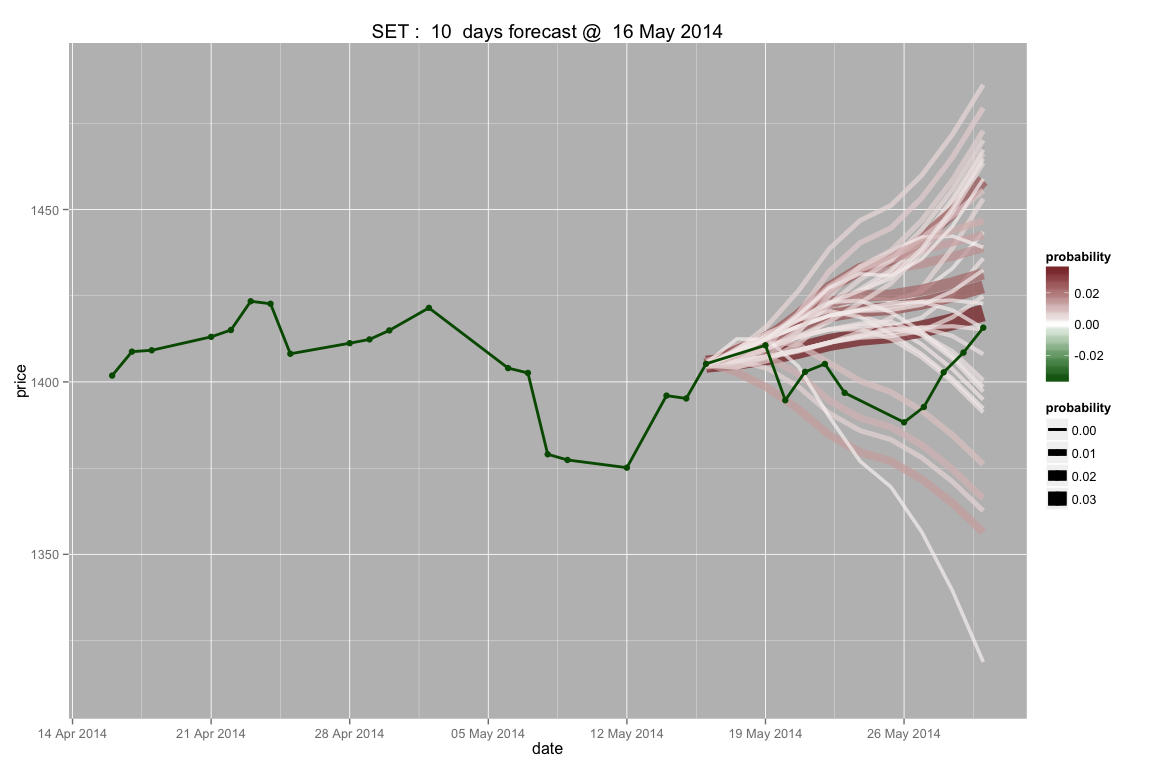 SET :  10  days forecast @  16 May 2014
price
1450
1400
1350
14 Apr 2014
21 Apr 2014
28 Apr 2014
05 May 2014
12 May 2014
19 May 2014
26 May 2014
date
probability
0.02
0.00
-0.02
probability
0.00
0.01
0.02
0.03